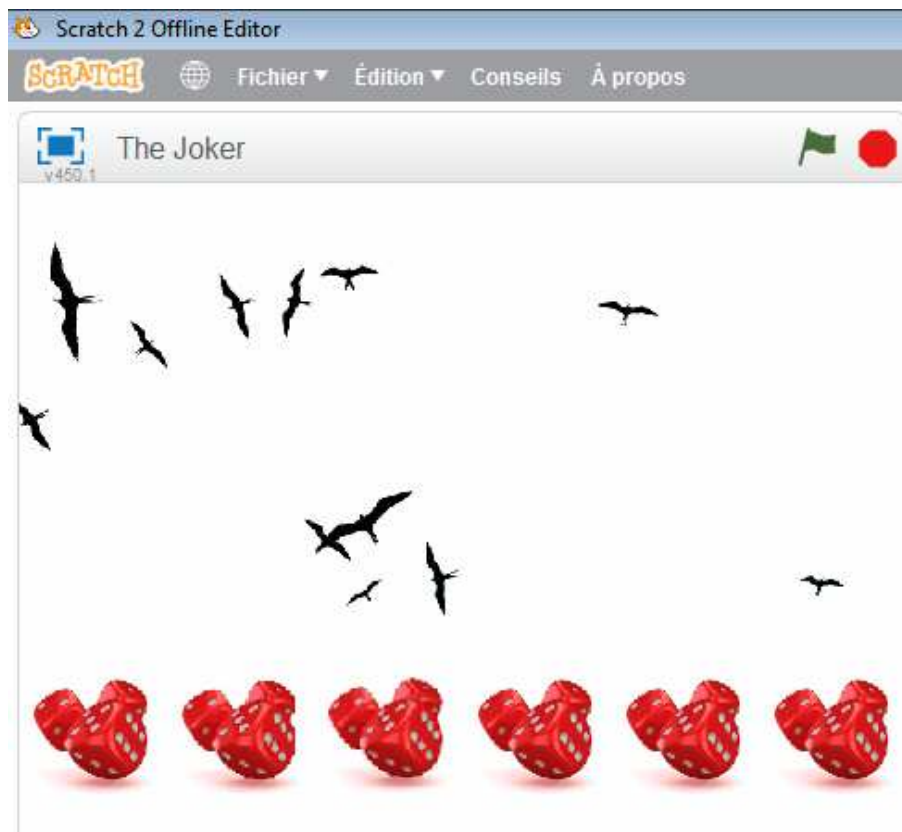 Scratch 2 Offline Editor
SCRATCH Fichier Édition Conseils À propos
The Joker
v450.1